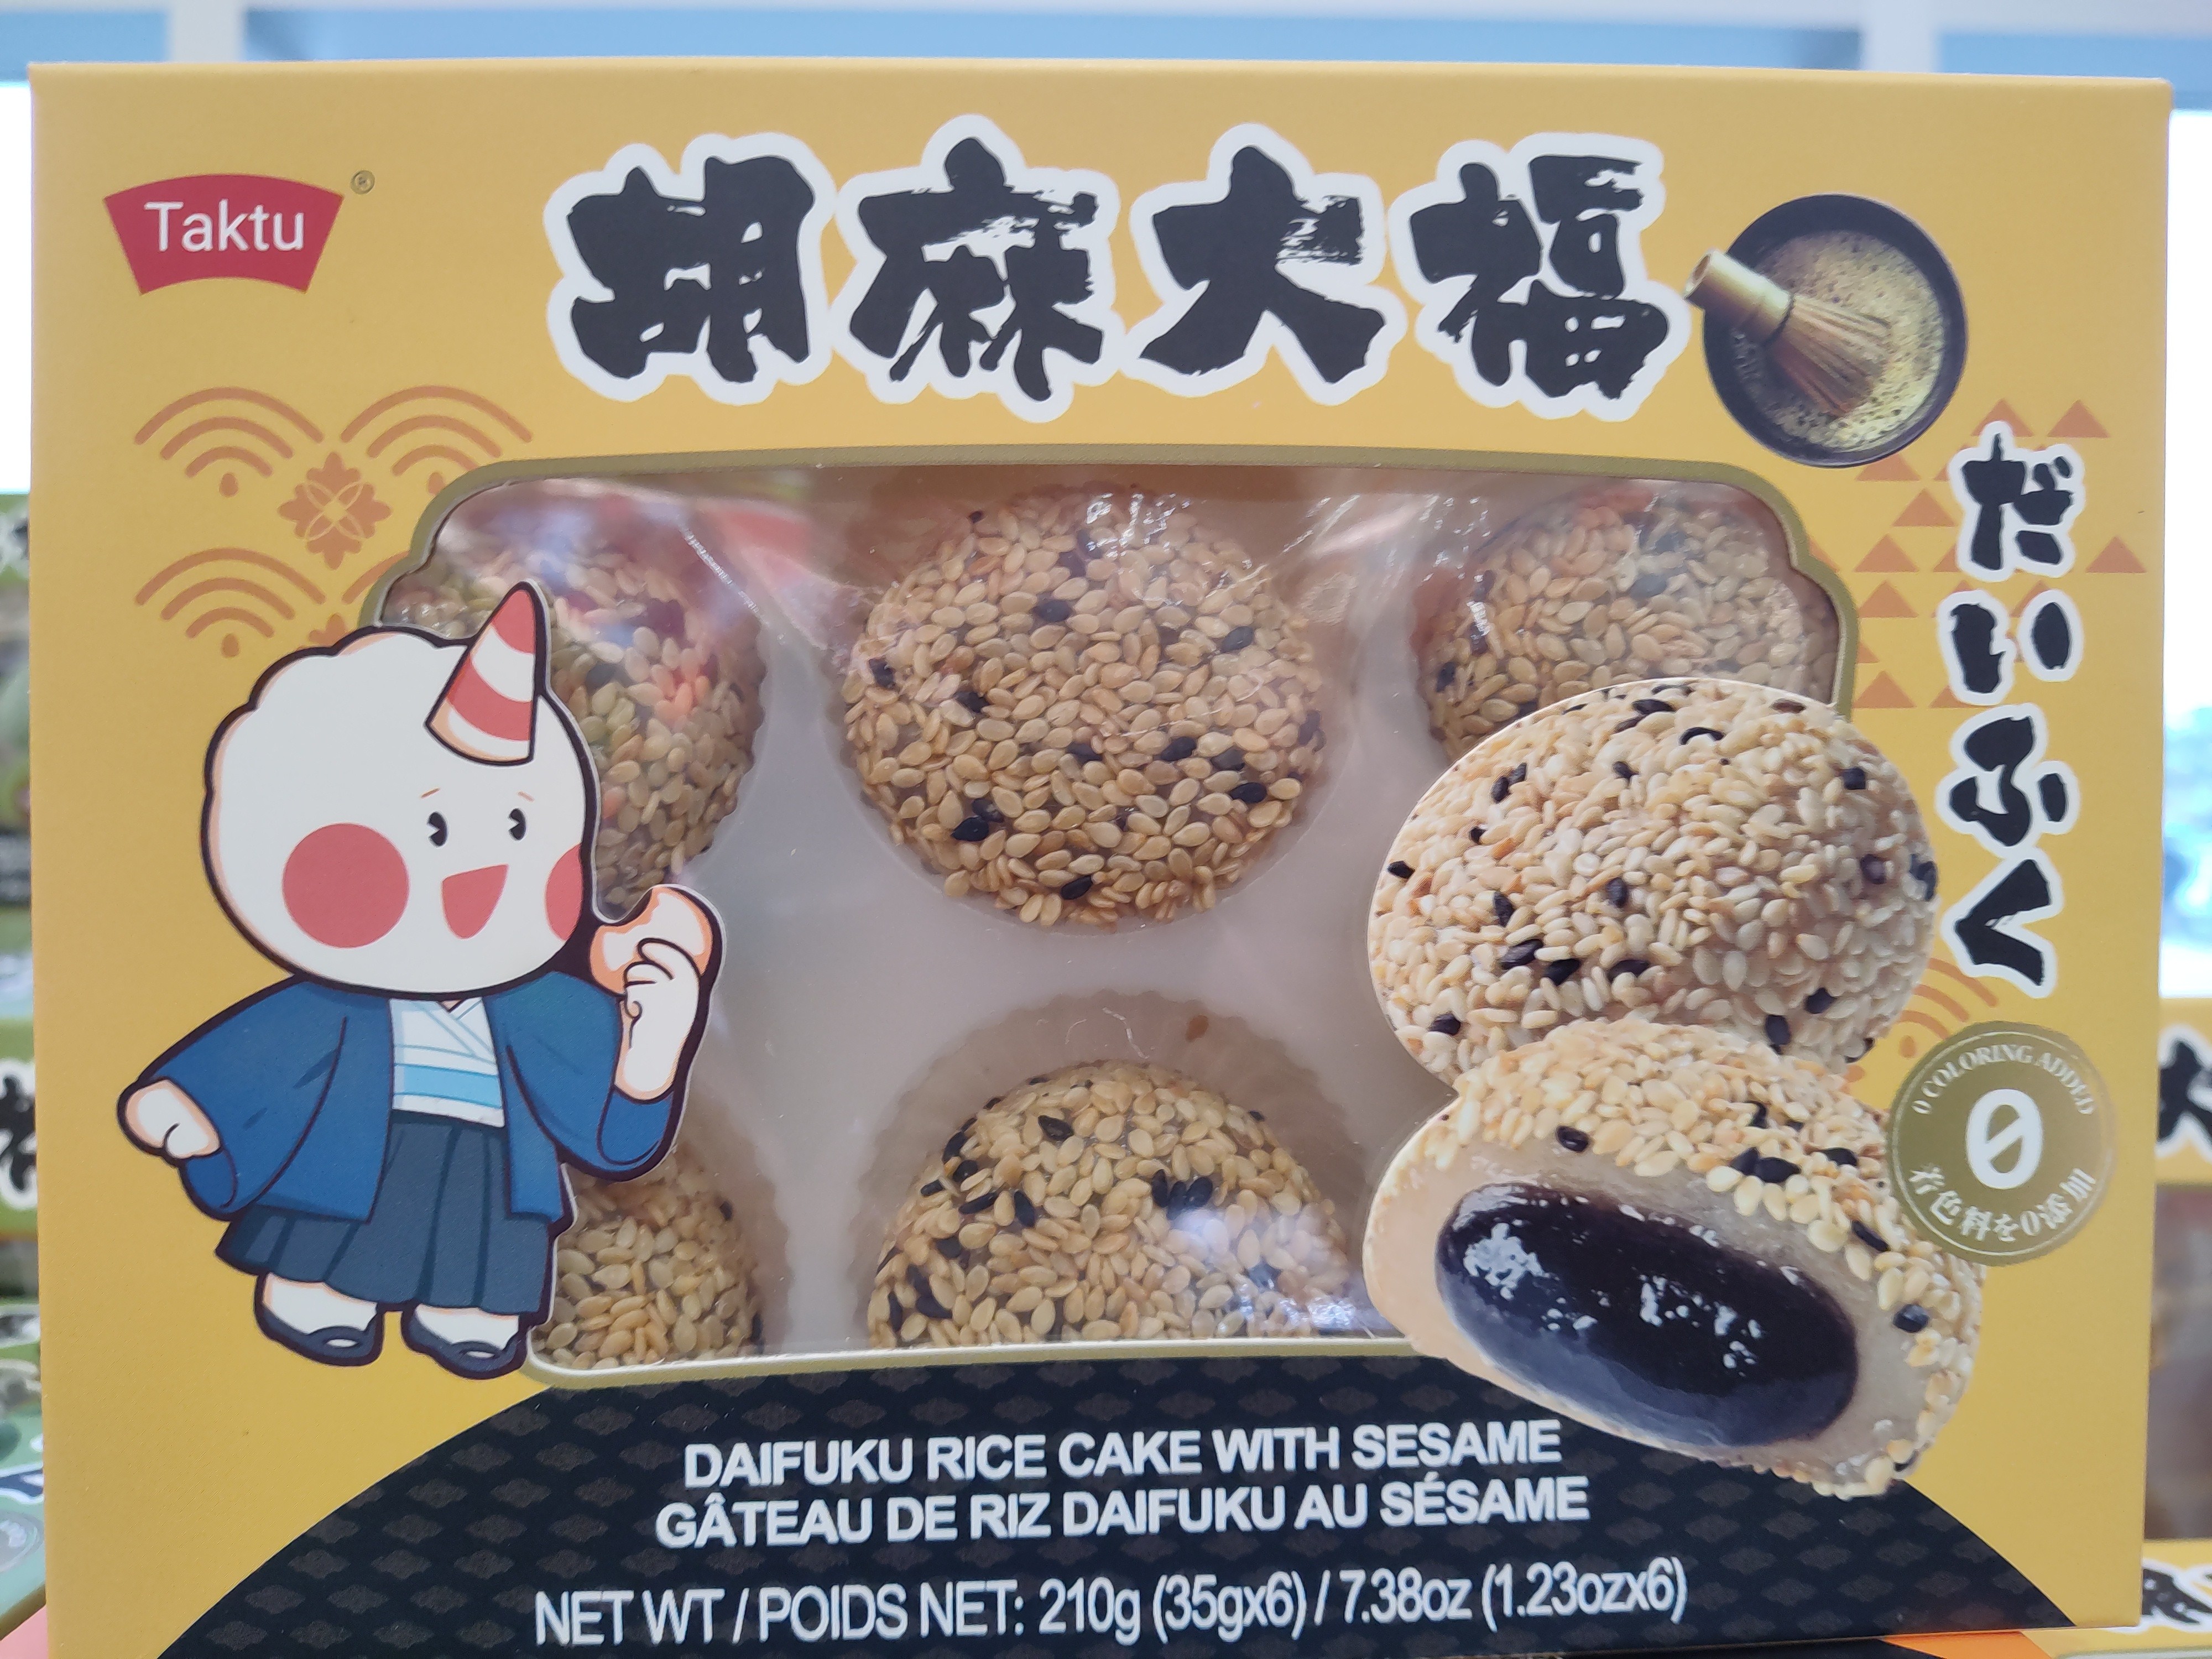 Taktu
®
胡麻大福
だいふく
0 COLORING ADDED
0
着色料を0添加
DAIFUKU RICE CAKE WITH SESAME
GÂTEAU DE RIZ DAIFUKU AU SÉSAME
NET WT / POIDS NET: 210g (35gx6) / 7.38oz (1.23ozx6)